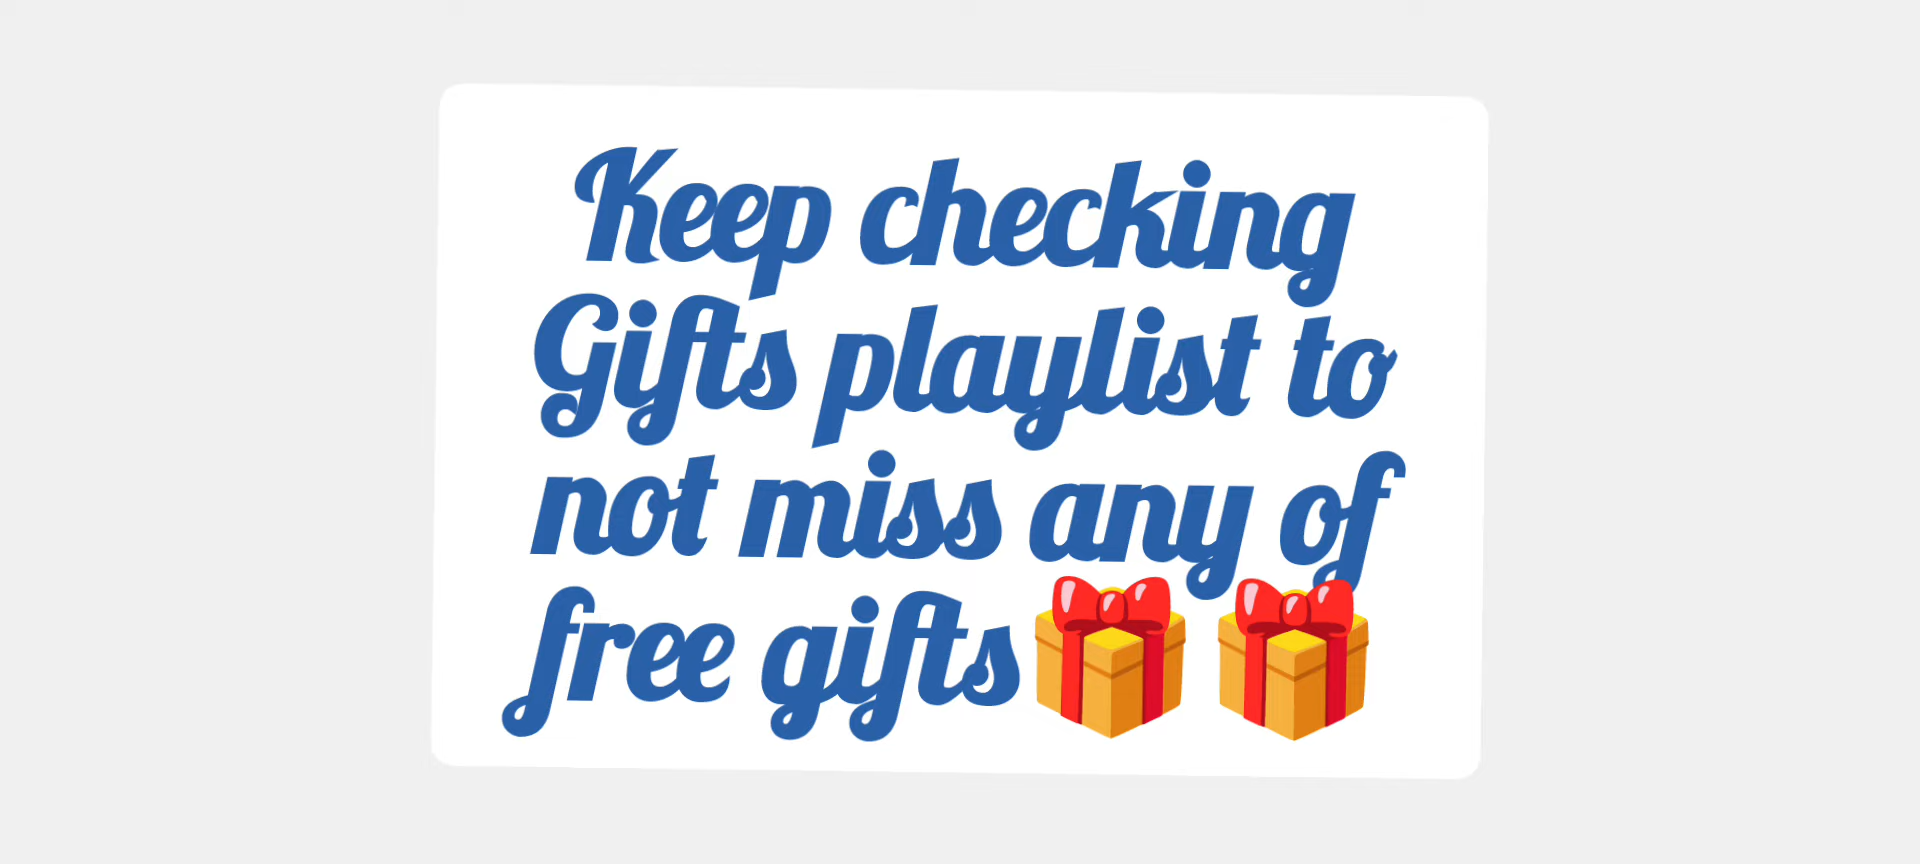 Keep checking
Gifts playlist to
not miss any of
free gifts🎁 🎁